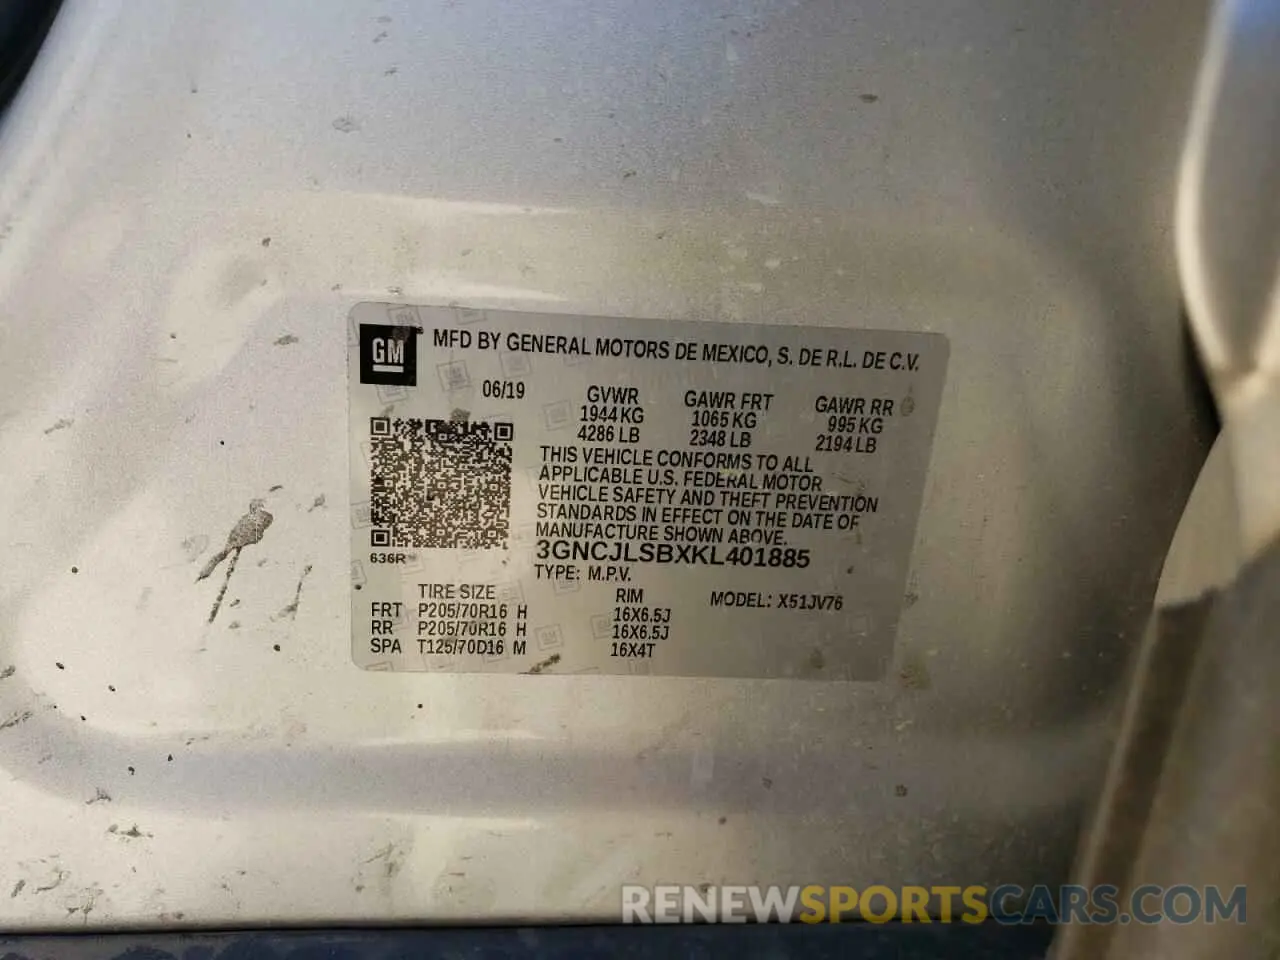 GM
MFD BY GENERAL MOTORS DE MEXICO, S. DE R.L. DE C.V.
06/19 GVWR GAWR FRT GAWR RR
1944 KG 1065 KG 995 KG
4286 LB 2348 LB 2194 LB
THIS VEHICLE CONFORMS TO ALL
APPLICABLE U.S. FEDERAL MOTOR
VEHICLE SAFETY AND THEFT PREVENTION
STANDARDS IN EFFECT ON THE DATE OF
MANUFACTURE SHOWN ABOVE.
636R 3GNCJLSBXKL401885
TYPE: M.P.V.
TIRE SIZE RIM MODEL: X51JV76
FRT P205/70R16 H 16X6.5J
RR P205/70R16 H 16X6.5J
SPA T125/70D16 M 16X4T
RENEWSPORTSCARS.COM